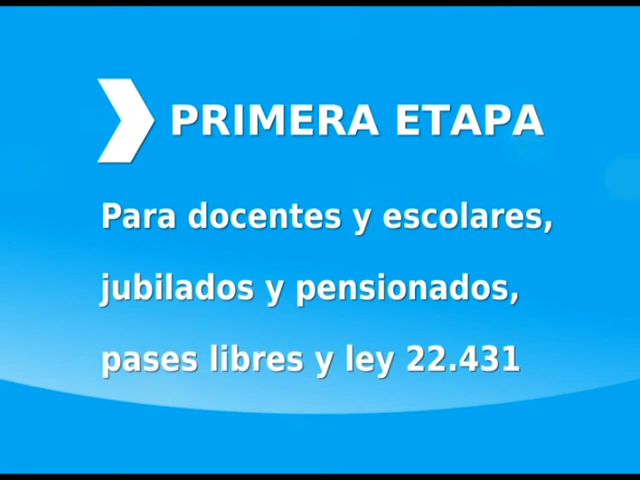 PRIMERA ETAPA
Para docentes y escolares,
jubilados y pensionados,
pases libres y ley 22.431